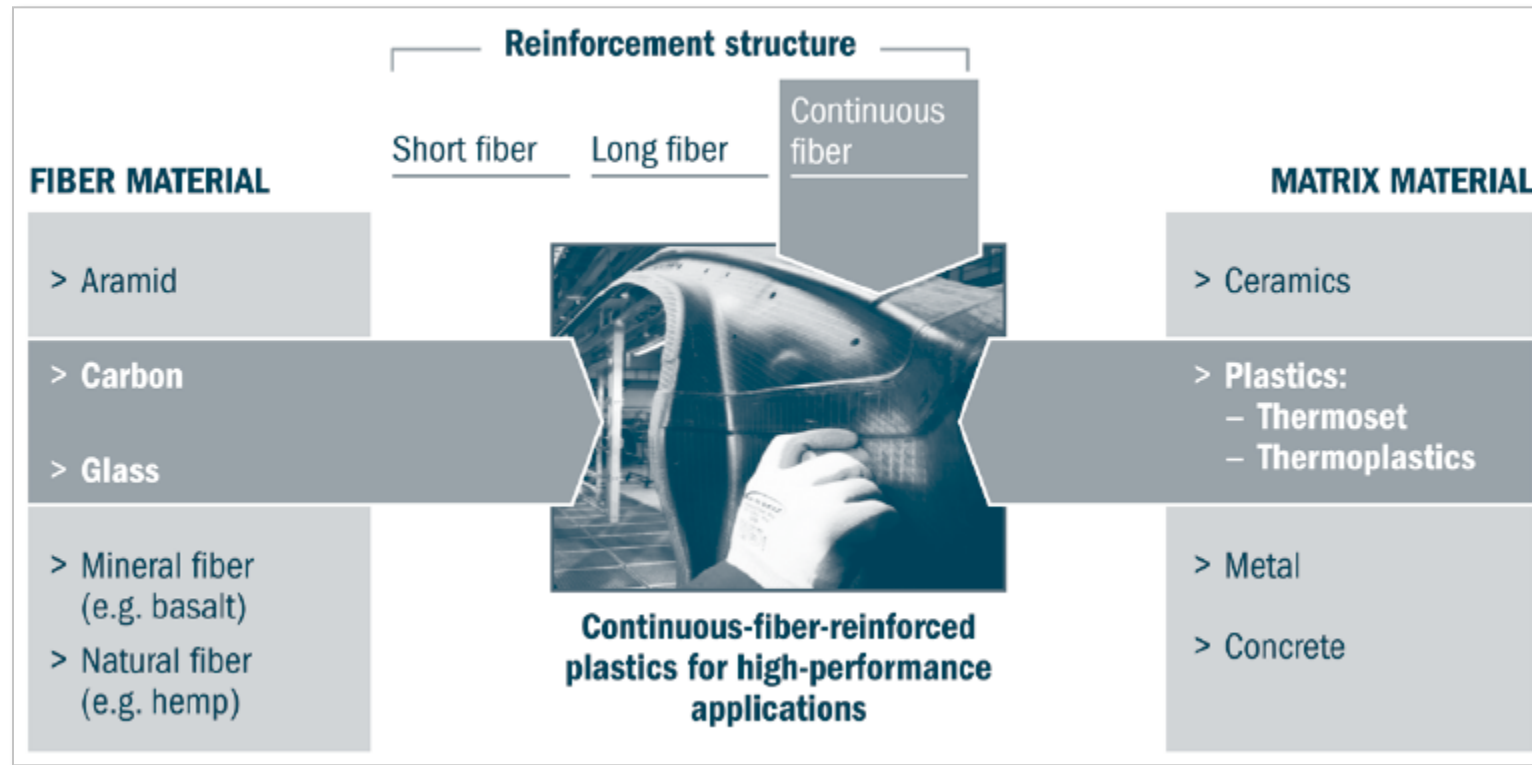 Reinforcement structure
Short fiber
Long fiber
Continuous
fiber
FIBER MATERIAL
> Aramid
> Carbon
> Glass
> Mineral fiber
(e.g. basalt)
> Natural fiber
(e.g. hemp)
MATRIX MATERIAL
> Ceramics
> Plastics:
– Thermoset
– Thermoplastics
> Metal
> Concrete
Continuous-fiber-reinforced
plastics for high-performance
applications